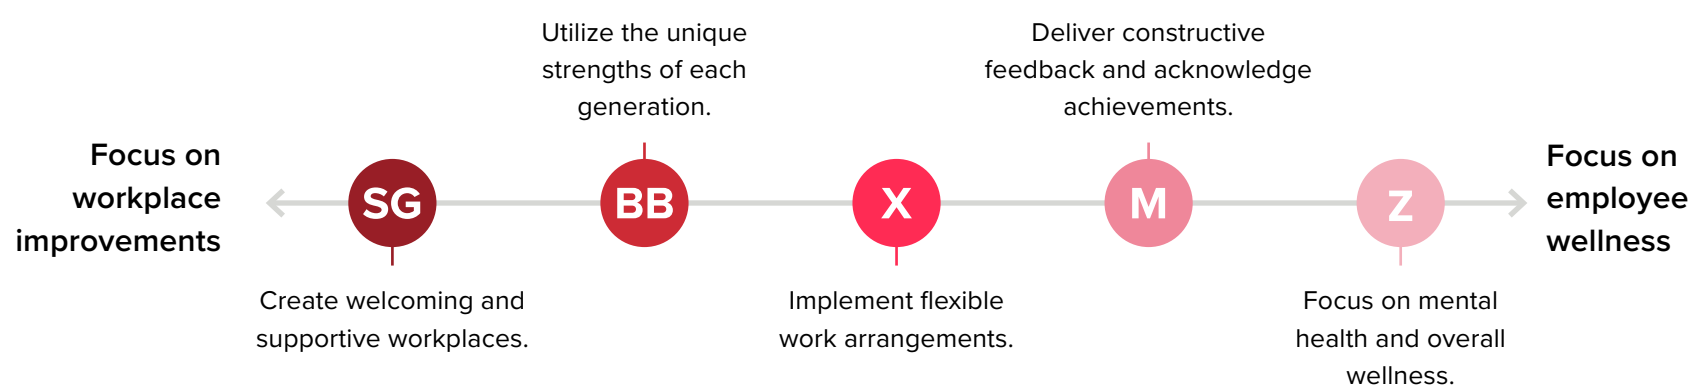 Utilize the unique
strengths of each
generation.
Deliver constructive
feedback and acknowledge
achievements.
Focus on
workplace
improvements
SG
BB
X
M
Z
Focus on
employee
wellness
Create welcoming and
supportive workplaces.
Implement flexible
work arrangements.
Focus on mental
health and overall
wellness.